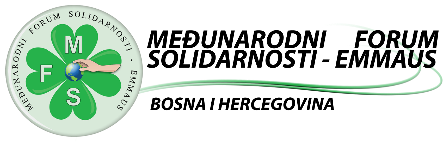 MEĐUNARODNI FORUM SOLIDARNOSTI - EMMAUS
M
F
S
MEĐUNARODNI FORUM
SOLIDARNOSTI - EMMAUS
BOSNA I HERCEGOVINA